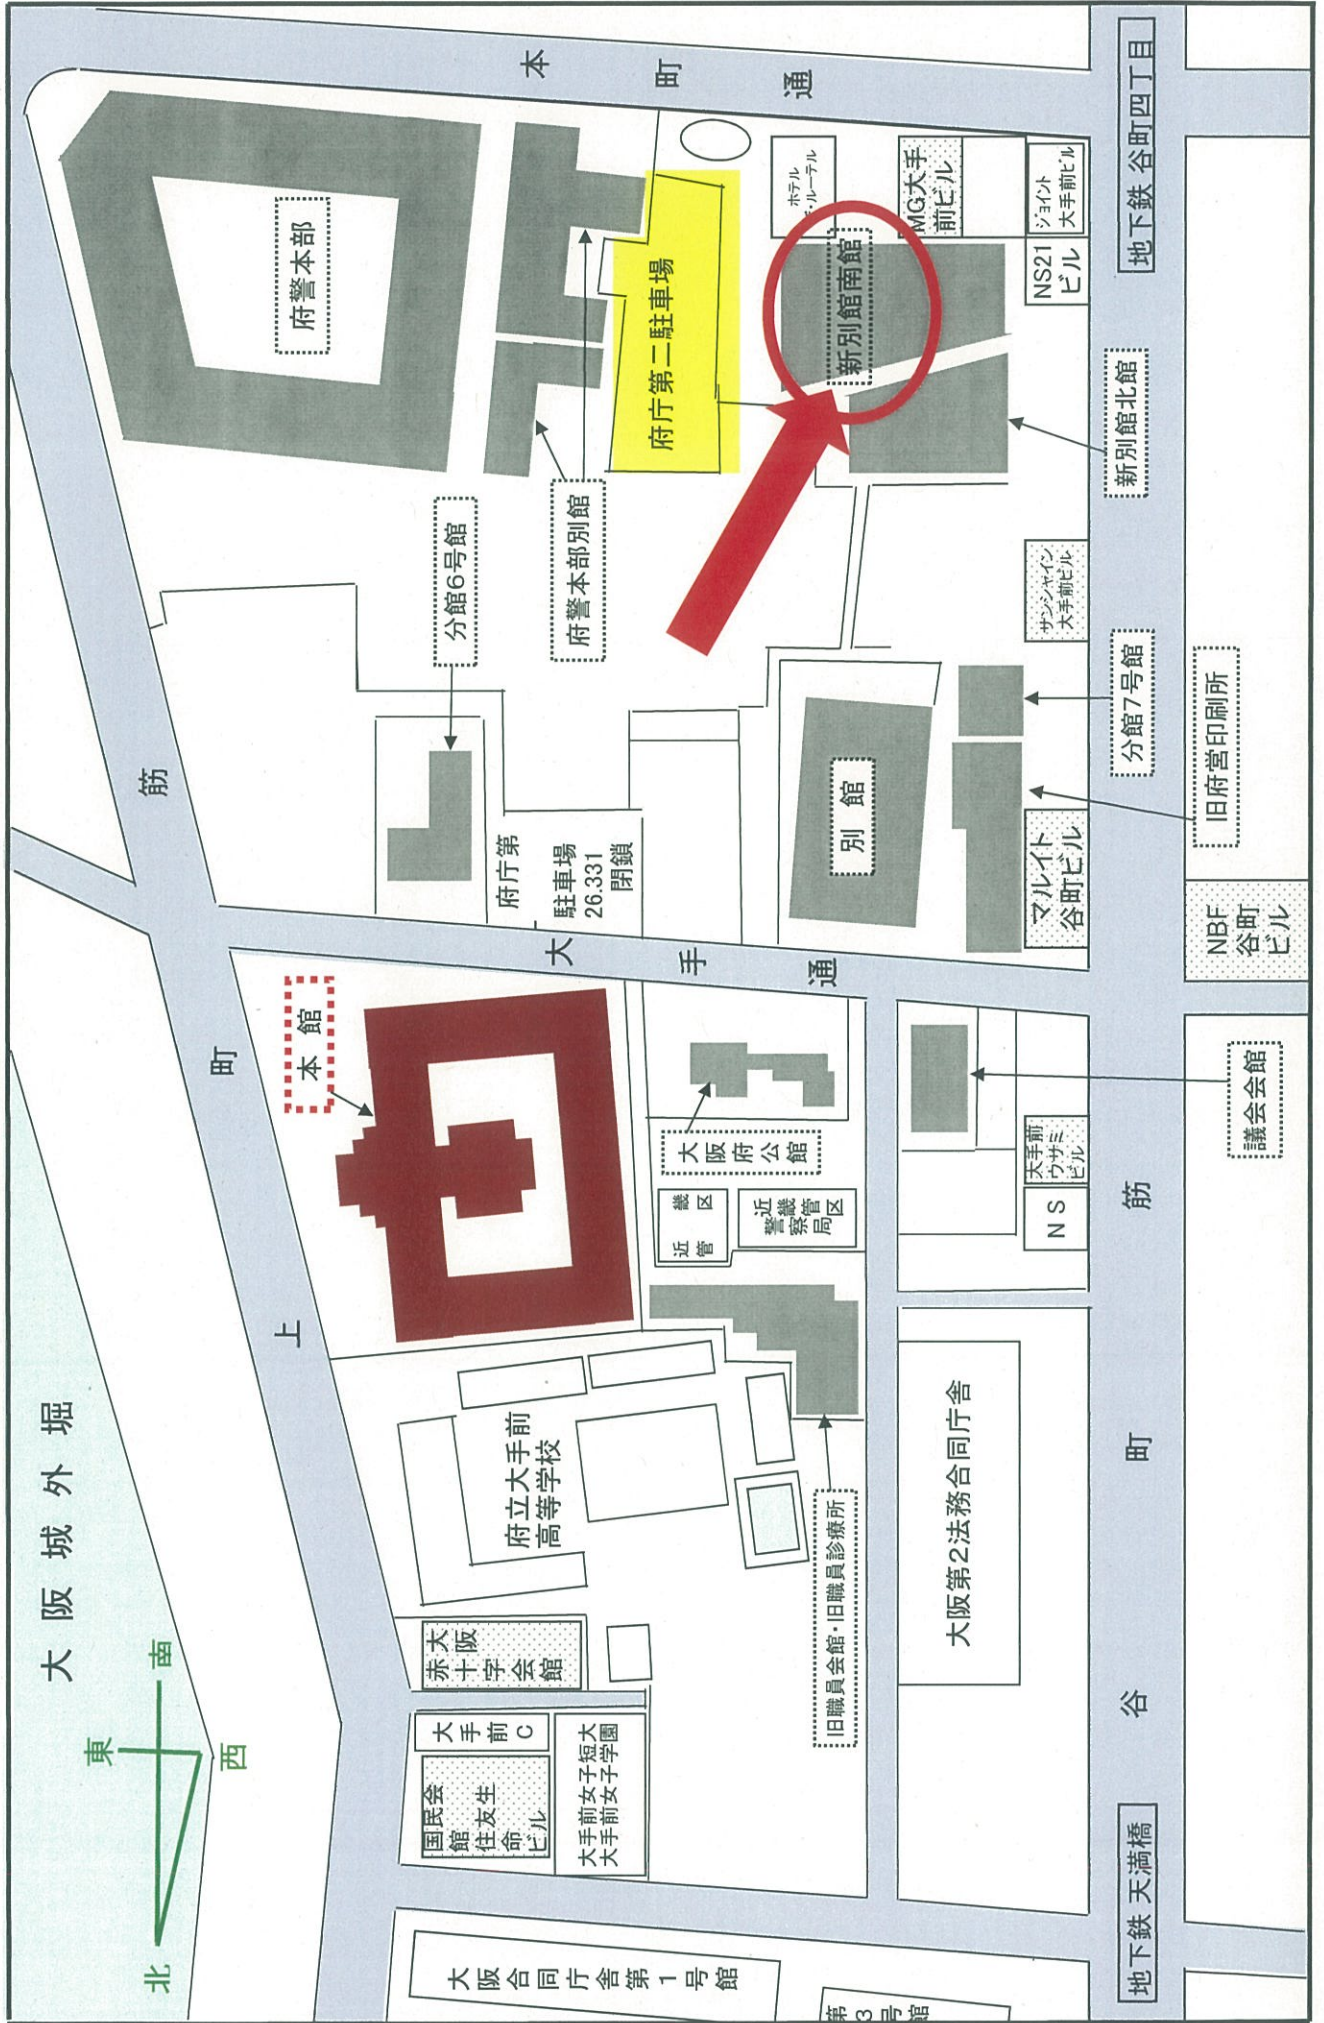 大阪城外堀
北
東
西
南
上
町
筋
本
町
通
大
手
通
谷
町
筋
地下鉄 天満橋
地下鉄 谷町四丁目
大阪合同庁舎第1号館
第3号館
国民会
館
住友生
命
ビル
大手前C
大手前女子短大
大手前女子学園
大阪
赤十字会館
府立大手前
高等学校
旧職員会館・旧職員診療所
大阪第2法務合同庁舎
本 館
近畿
管区
近畿管区
警察局
大阪府公館
NS
大手前
ウサミ
ビル
議会会館
府庁第
駐車場
26.331
閉鎖
分館6号館
別 館
マルイト
谷町ビル
NBF
谷町
ビル
旧府営印刷所
分館7号館
サンシャイン
大手前ビル
府警本部
府警本部別館
府庁第二駐車場
新別館南館
新別館北館
NS21
ビル
ホテル
・ルーテル
MG大手
前ビル
ジョイント
大手前ビル